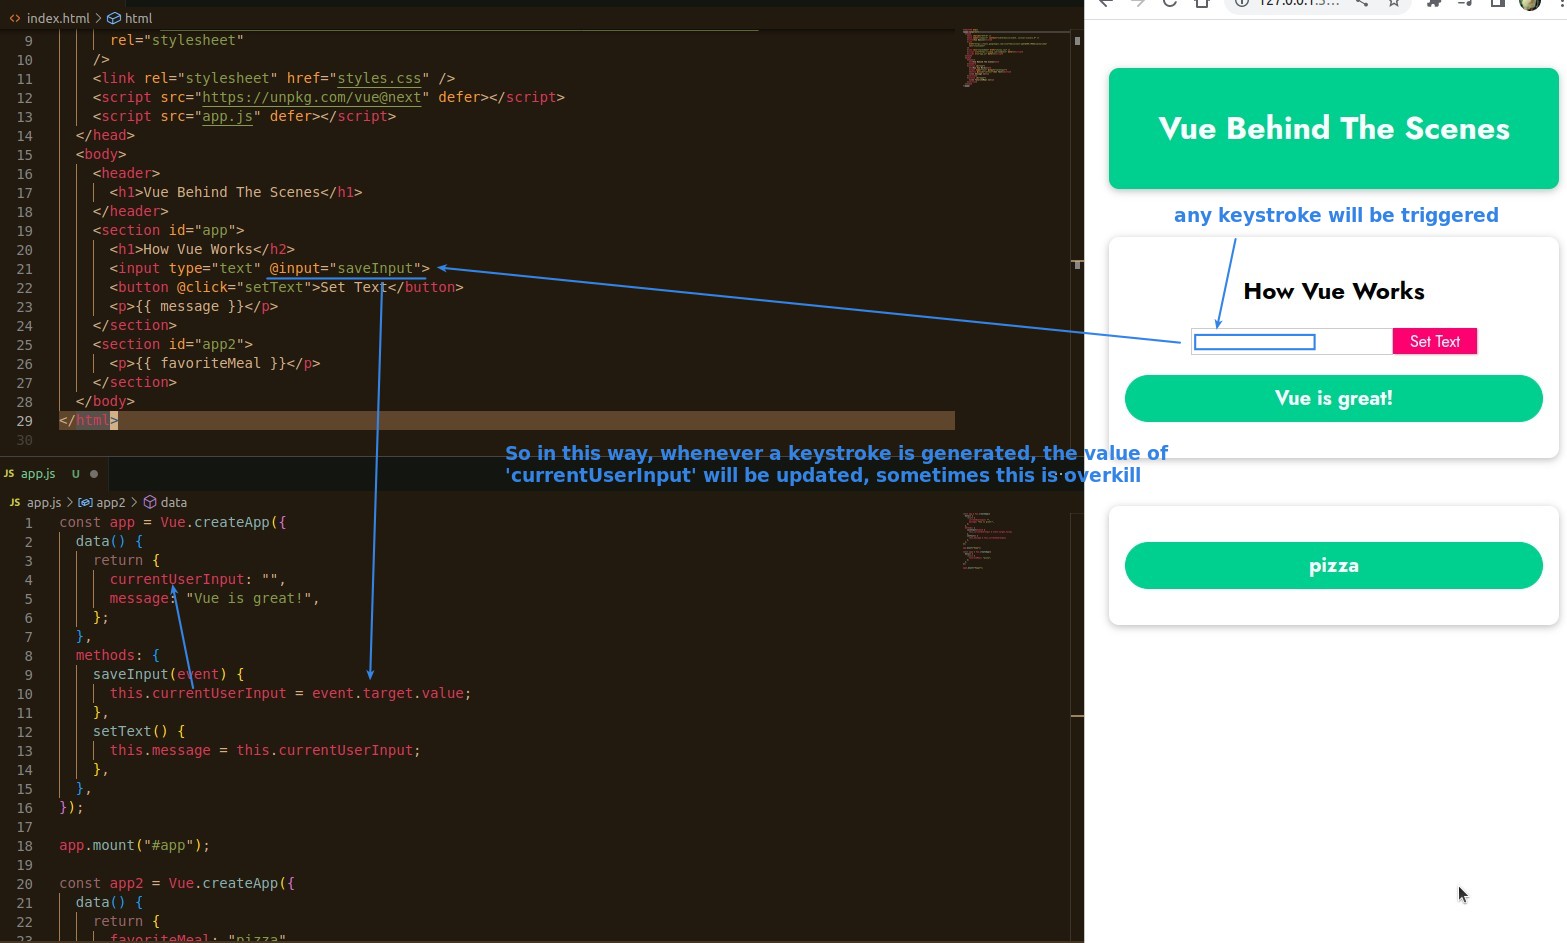 index.html > html
9 rel="stylesheet"
10 />
11 <link rel="stylesheet" href="styles.css" />
12 <script src="https://unpkg.com/vue@next" defer></script>
13 <script src="app.js" defer></script>
14 </head>
15 <body>
16 <header>
17 <h1>Vue Behind The Scenes</h1>
18 </header>
19 <section id="app">
20 <h1>How Vue Works</h2>
21 <input type="text" @input="saveInput">
22 <button @click="setText">Set Text</button>
23 <p>{{ message }}</p>
24 </section>
25 <section id="app2">
26 <p>{{ favoriteMeal }}</p>
27 </section>
28 </body>
29 </html>
30
JS app.js U
JS app.js > app2 > data
1 const app = Vue.createApp({
2 data() {
3 return {
4 currentUserInput: "",
5 message: "Vue is great!",
6 };
7 },
8 methods: {
9 saveInput(event) {
10 this.currentUserInput = event.target.value;
11 },
12 setText() {
13 this.message = this.currentUserInput;
14 },
15 },
16 });
17
18 app.mount("#app");
19
20 const app2 = Vue.createApp({
21 data() {
22 return {
23 favoriteMeal: "pizza"
So in this way, whenever a keystroke is generated, the value of
'currentUserInput' will be updated, sometimes this is overkill
127.0.0.1:5...
Vue Behind The Scenes
any keystroke will be triggered
How Vue Works
Set Text
Vue is great!
pizza